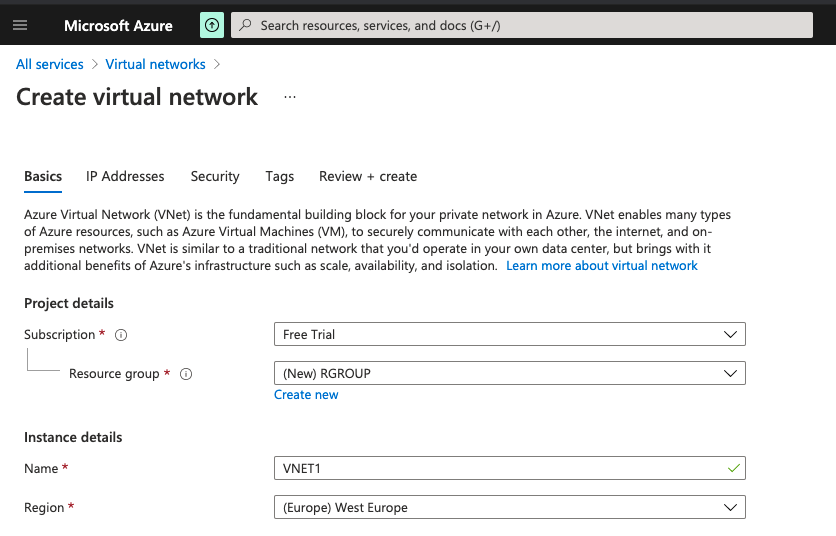 Microsoft Azure
Search resources, services, and docs (G+/)
All services > Virtual networks >
Create virtual network ...
Basics IP Addresses Security Tags Review + create
Azure Virtual Network (VNet) is the fundamental building block for your private network in Azure. VNet enables many types
of Azure resources, such as Azure Virtual Machines (VM), to securely communicate with each other, the internet, and on-
premises networks. VNet is similar to a traditional network that you'd operate in your own data center, but brings with it
additional benefits of Azure's infrastructure such as scale, availability, and isolation. Learn more about virtual network
Project details
Subscription * Free Trial
Resource group * (New) RGROUP
Create new
Instance details
Name * VNET1
Region * (Europe) West Europe